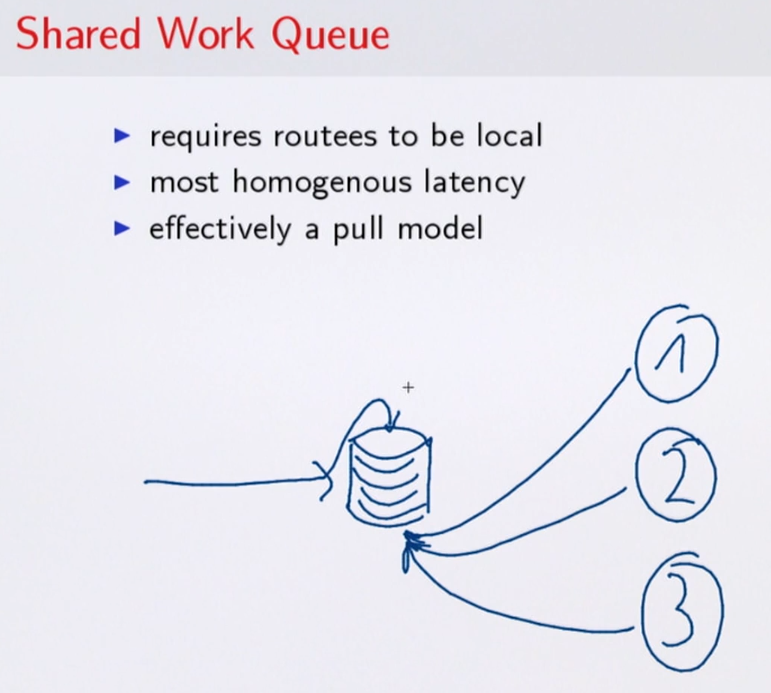 Shared Work Queue
requires routees to be local
most homogenous latency
effectively a pull model
1
2
3